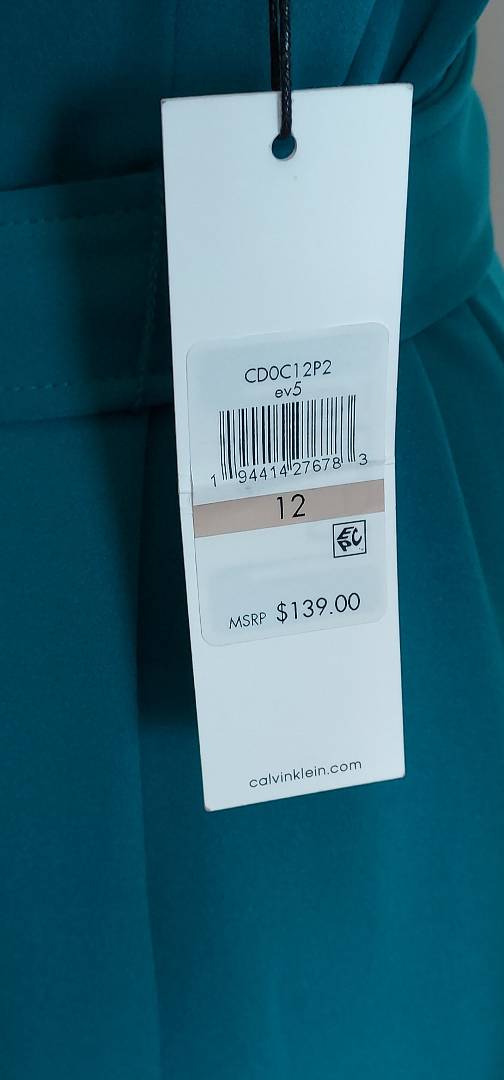 CD0C12P2
ev5
1 94414 27678 3
12
EPC
MSRP $139.00
calvinklein.com